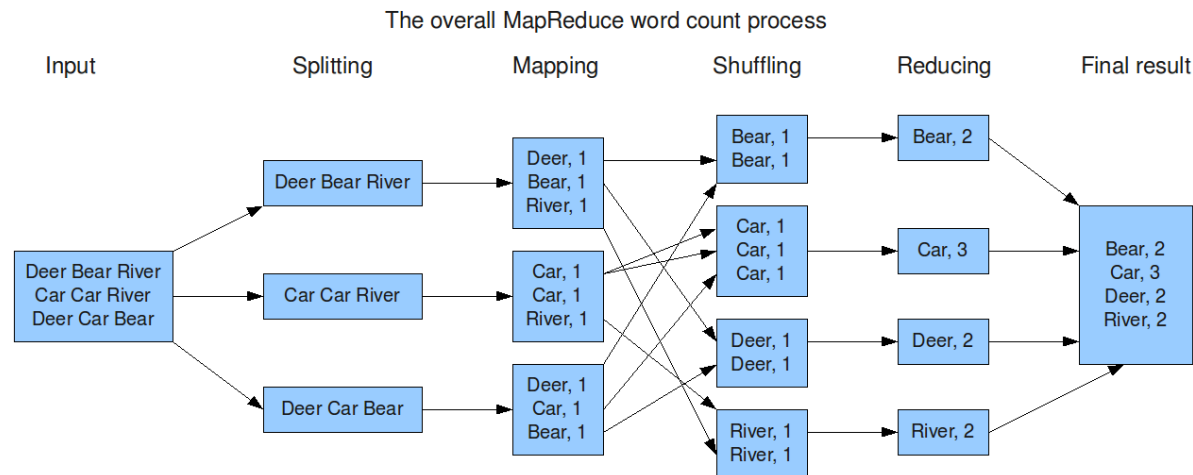 The overall MapReduce word count process
Input
Splitting
Mapping
Shuffling
Reducing
Final result
Deer Bear River
Car Car River
Deer Car Bear
Deer Bear River
Car Car River
Deer Car Bear
Deer, 1
Bear, 1
River, 1
Car, 1
Car, 1
River, 1
Deer, 1
Car, 1
Bear, 1
Bear, 1
Bear, 1
Car, 1
Car, 1
Car, 1
Deer, 1
Deer, 1
River, 1
River, 1
Bear, 2
Car, 3
Deer, 2
River, 2
Bear, 2
Car, 3
Deer, 2
River, 2